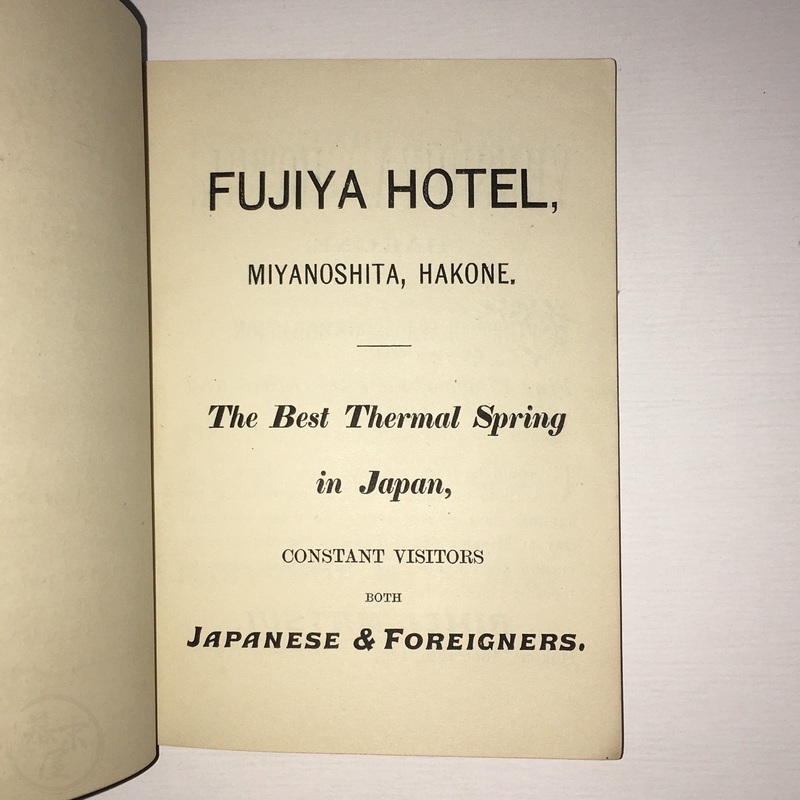 FUJIYA HOTEL,
MIYANOSHITA, HAKONE.
The Best Thermal Spring
in Japan,
CONSTANT VISITORS
BOTH
JAPANESE & FOREIGNERS.